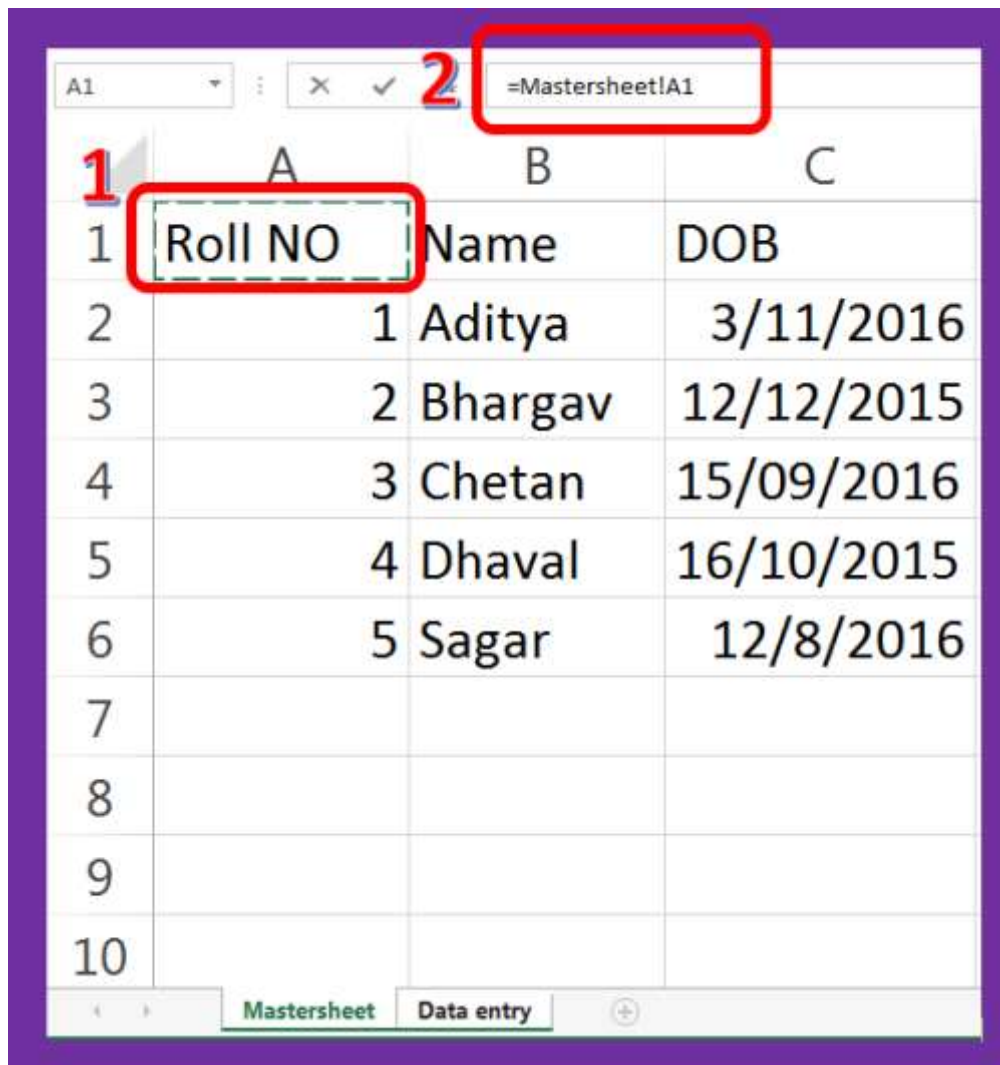 A1 2 =Mastersheet!A1
1 A B C
1 Roll NO Name DOB
2 1 Aditya 3/11/2016
3 2 Bhargav 12/12/2015
4 3 Chetan 15/09/2016
5 4 Dhaval 16/10/2015
6 5 Sagar 12/8/2016
7
8
9
10
Mastersheet Data entry